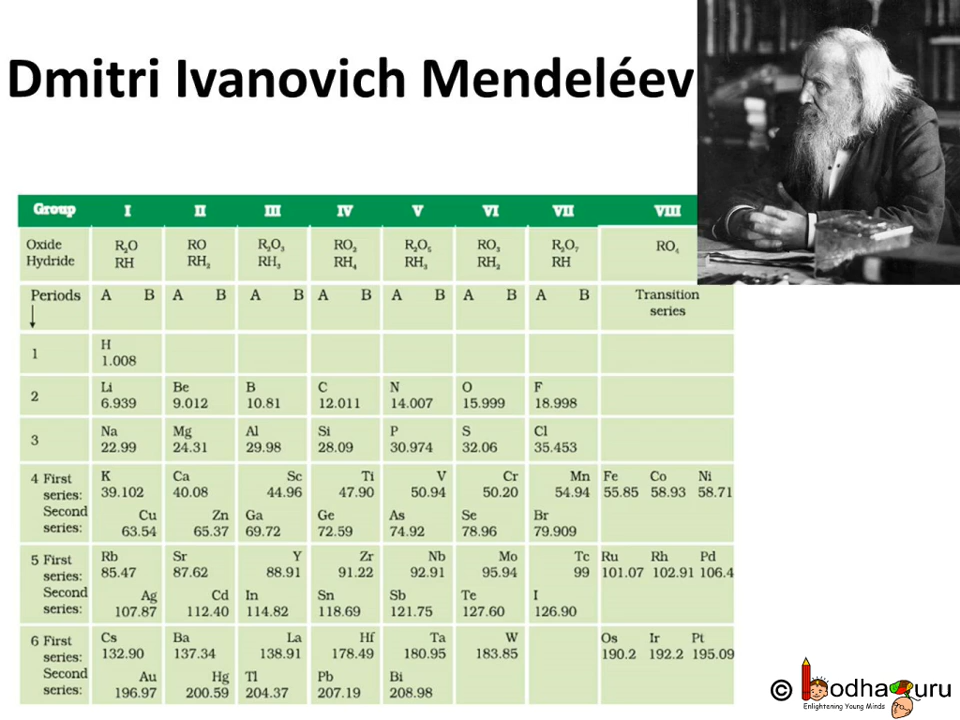 Dmitri Ivanovich Mendeléev
Group I II III IV V VI VII VIII
Oxide R₂O RO R₂O₃ RO₂ R₂O₅ RO₃ R₂O₇ RO₄
Hydride RH RH₂ RH₃ RH₄ RH₃ RH₂ RH
Periods A B A B A B A B A B A B A B Transition
series
↓
1 H
1.008
2 Li Be B C N O F
6.939 9.012 10.81 12.011 14.007 15.999 18.998
3 Na Mg Al Si P S Cl
22.99 24.31 29.98 28.09 30.974 32.06 35.453
4 First K Ca Sc Ti V Cr Mn Fe Co Ni
series: 39.102 40.08 44.96 47.90 50.94 50.20 54.94 55.85 58.93 58.71
Second Cu Zn Ga Ge As Se Br
series: 63.54 65.37 69.72 72.59 74.92 78.96 79.909
5 First Rb Sr Y Zr Nb Mo Tc Ru Rh Pd
series: 85.47 87.62 88.91 91.22 92.91 95.94 99 101.07 102.91 106.4
Second Ag Cd In Sn Sb Te I
series: 107.87 112.40 114.82 118.69 121.75 127.60 126.90
6 First Cs Ba La Hf Ta W Os Ir Pt
series: 132.90 137.34 138.91 178.49 180.95 183.85 190.2 192.2 195.09
Second Au Hg Tl Pb Bi
series: 196.97 200.59 204.37 207.19 208.98
© bodhaguru
Enlightening Young Minds